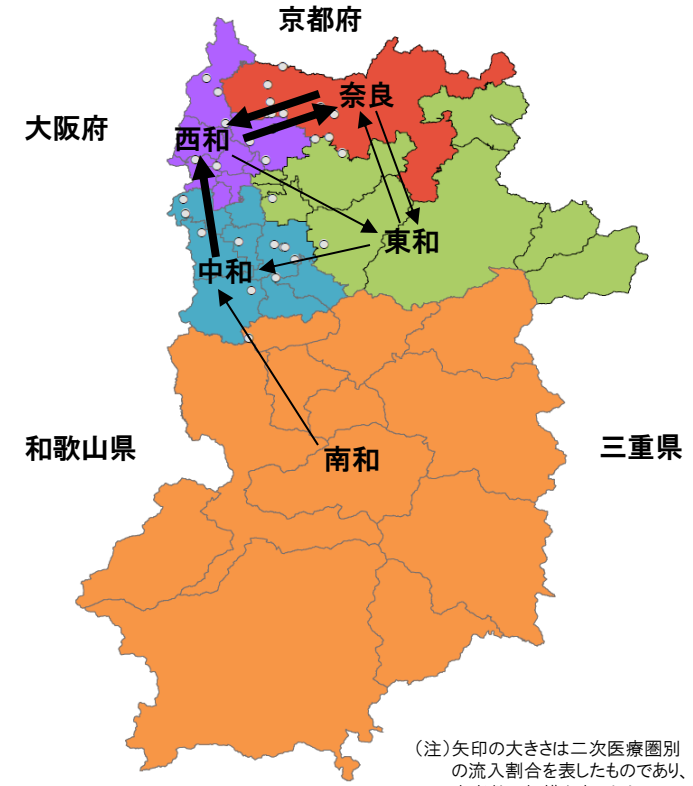 京都府
奈良
大阪府
西和
東和
中和
和歌山県
南和
三重県
（注）矢印の大きさは二次医療圏別
の流入割合を表したものであり、